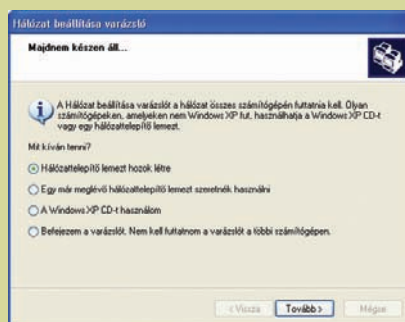 Hálózat beállítása varázsló
Majdnem készen áll...
A Hálózat beállítása varázslót a hálózat összes számítógépén futtatnia kell. Olyan
számítógépeken, amelyeken nem Windows XP fut, használhatja a Windows XP CD-t
vagy egy hálózattelepítő lemezt.
Mit kíván tenni?
Hálózattelepítő lemezt hozok létre
Egy már meglévő hálózattelepítő lemezt szeretnék használni
A Windows XP CD-t használom
Befejezem a varázslót. Nem kell futtatnom a varázslót a többi számítógépen.
< Vissza Tovább > Mégse